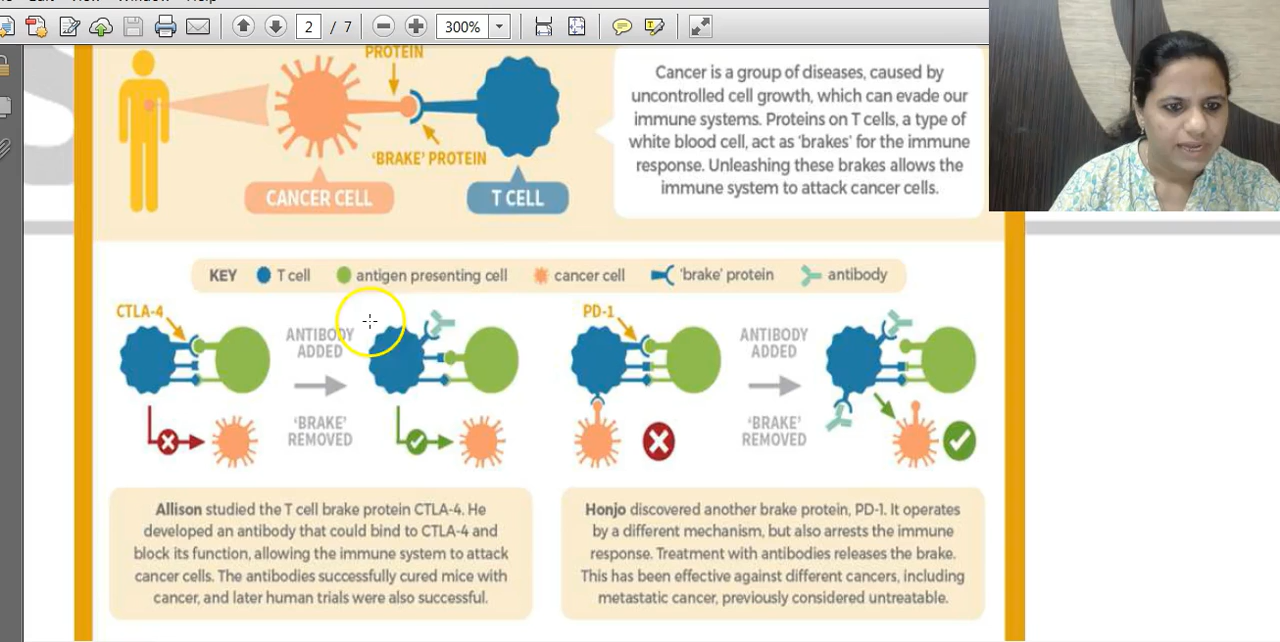 2 / 7
300%
PROTEIN
'BRAKE' PROTEIN
CANCER CELL
T CELL
Cancer is a group of diseases, caused by
uncontrolled cell growth, which can evade our
immune systems. Proteins on T cells, a type of
white blood cell, act as 'brakes' for the immune
response. Unleashing these brakes allows the
immune system to attack cancer cells.
KEY T cell antigen presenting cell cancer cell 'brake' protein antibody
CTLA-4
ANTIBODY
ADDED
'BRAKE'
REMOVED
PD-1
ANTIBODY
ADDED
'BRAKE'
REMOVED
Allison studied the T cell brake protein CTLA-4. He
developed an antibody that could bind to CTLA-4 and
block its function, allowing the immune system to attack
cancer cells. The antibodies successfully cured mice with
cancer, and later human trials were also successful.
Honjo discovered another brake protein, PD-1. It operates
by a different mechanism, but also arrests the immune
response. Treatment with antibodies releases the brake.
This has been effective against different cancers, including
metastatic cancer, previously considered untreatable.